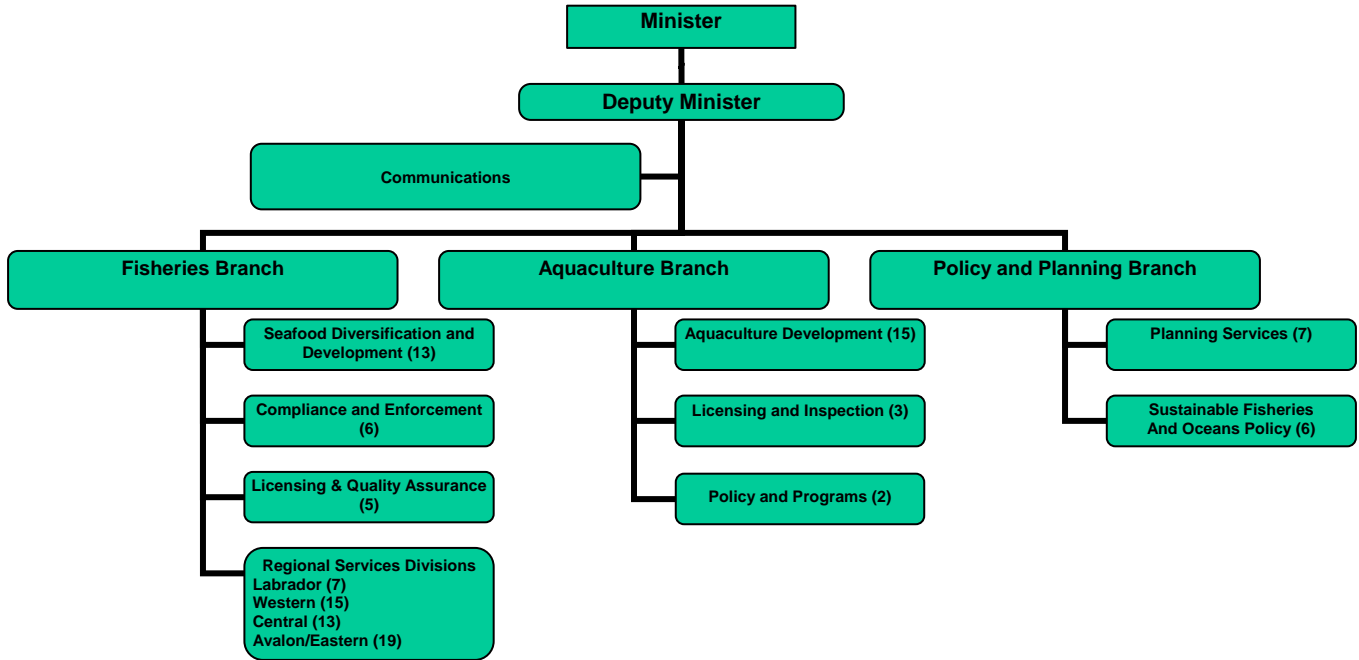 Minister
Deputy Minister
Communications
Fisheries Branch
Aquaculture Branch
Policy and Planning Branch
Seafood Diversification and
Development (13)
Compliance and Enforcement
(6)
Licensing & Quality Assurance
(5)
Regional Services Divisions
Labrador (7)
Western (15)
Central (13)
Avalon/Eastern (19)
Aquaculture Development (15)
Licensing and Inspection (3)
Policy and Programs (2)
Planning Services (7)
Sustainable Fisheries
And Oceans Policy (6)